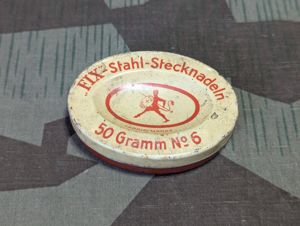 "FIX"-Stahl-Stecknadeln
50 Gramm No 6